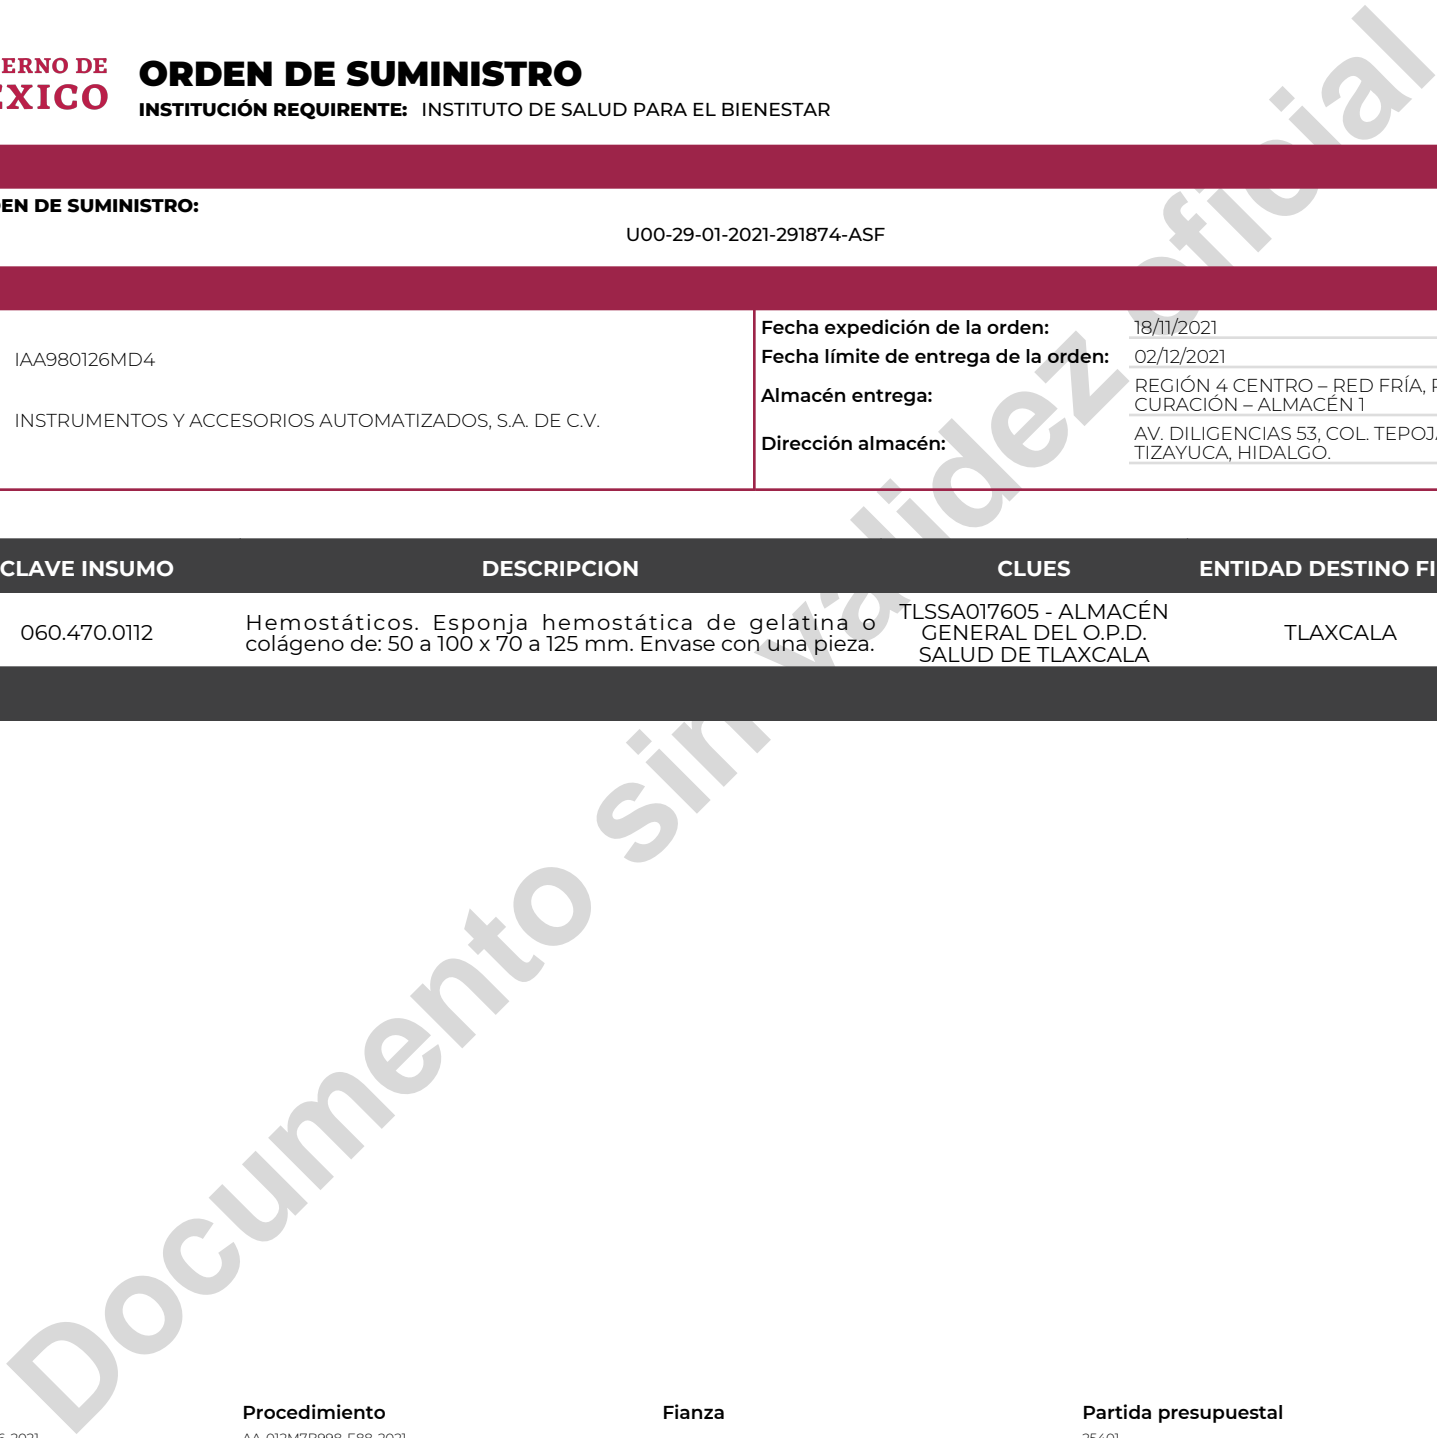 ERNO DE
ÉXICO
ORDEN DE SUMINISTRO
INSTITUCIÓN REQUIRENTE: INSTITUTO DE SALUD PARA EL BIENESTAR
EN DE SUMINISTRO:
U00-29-01-2021-291874-ASF
IAA980126MD4
INSTRUMENTOS Y ACCESORIOS AUTOMATIZADOS, S.A. DE C.V.
Fecha expedición de la orden: 18/11/2021
Fecha límite de entrega de la orden: 02/12/2021
Almacén entrega: REGIÓN 4 CENTRO – RED FRÍA,
CURACIÓN – ALMACÉN 1
Dirección almacén: AV. DILIGENCIAS 53, COL. TEPOJA
TIZAYUCA, HIDALGO.
CLAVE INSUMO DESCRIPCION CLUES ENTIDAD DESTINO FI
060.470.0112 Hemostáticos. Esponja hemostática de gelatina o
colágeno de: 50 a 100 x 70 a 125 mm. Envase con una pieza.
TLSSA017605 - ALMACÉN
GENERAL DEL O.P.D.
SALUD DE TLAXCALA
TLAXCALA
Documento sin validez oficial
Procedimiento Fianza Partida presupuestal